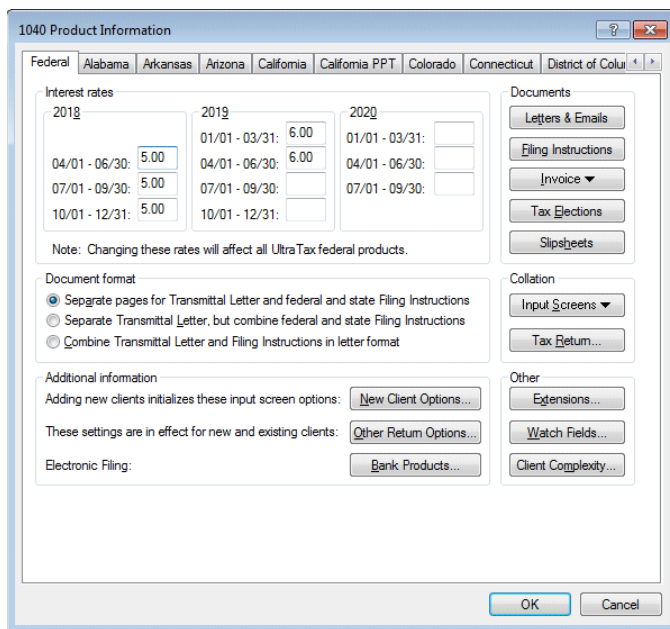 1040 Product Information
Federal Alabama Arkansas Arizona California California PPT Colorado Connecticut District of Colu
Interest rates
2018 2019 2020
01/01 - 03/31: 6.00 01/01 - 03/31:
04/01 - 06/30: 5.00 04/01 - 06/30: 6.00 04/01 - 06/30:
07/01 - 09/30: 5.00 07/01 - 09/30: 07/01 - 09/30:
10/01 - 12/31: 5.00 10/01 - 12/31:
Note: Changing these rates will affect all UltraTax federal products.
Documents
Letters & Emails
Filing Instructions
Invoice
Tax Elections
Slipsheets
Document format
Separate pages for Transmittal Letter and federal and state Filing Instructions
Separate Transmittal Letter, but combine federal and state Filing Instructions
Combine Transmittal Letter and Filing Instructions in letter format
Collation
Input Screens
Tax Return...
Additional information
Adding new clients initializes these input screen options: New Client Options...
These settings are in effect for new and existing clients: Other Return Options...
Electronic Filing: Bank Products...
Other
Extensions...
Watch Fields...
Client Complexity...
OK Cancel